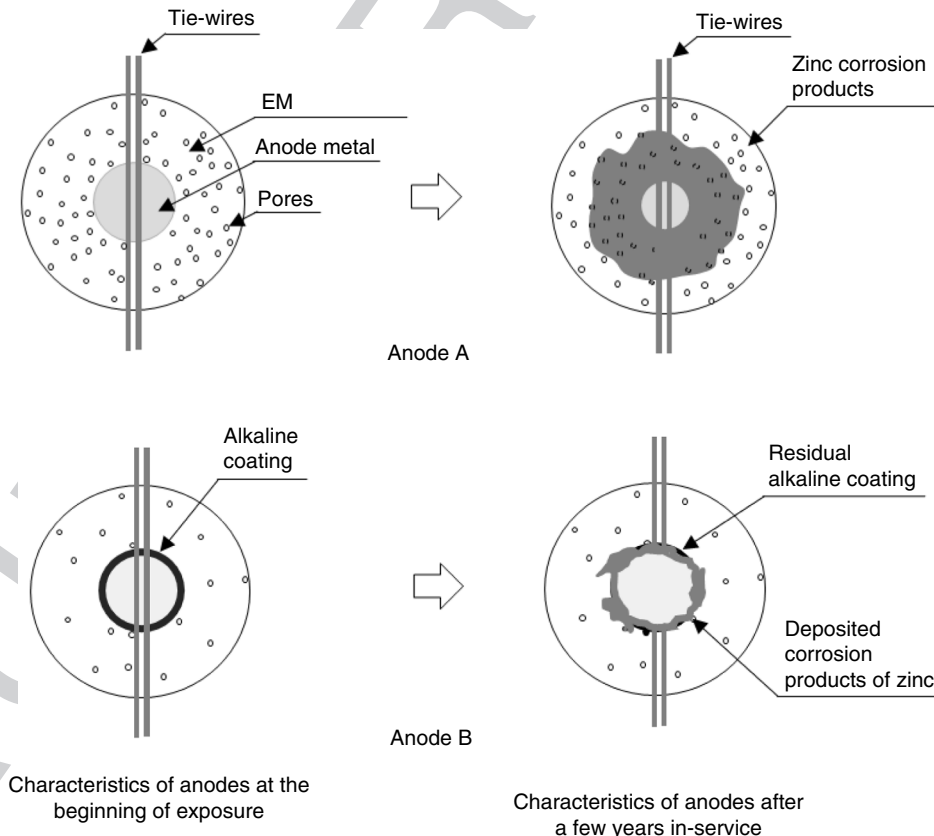 Tie-wires
EM
Anode metal
Pores
Tie-wires
Zinc corrosion
products
Anode A
Alkaline
coating
Residual
alkaline coating
Deposited
corrosion
products of zinc
Anode B
Characteristics of anodes at the
beginning of exposure
Characteristics of anodes after
a few years in-service